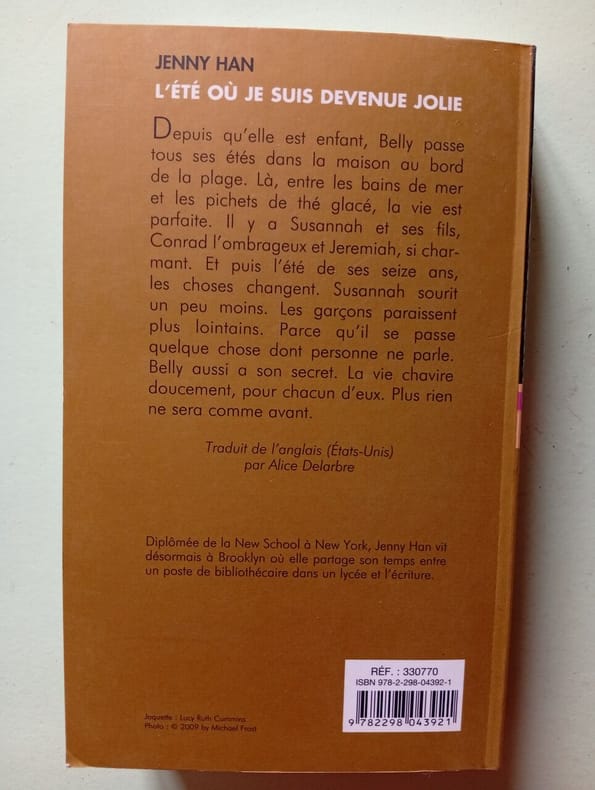 JENNY HAN
L'ÉTÉ OÙ JE SUIS DEVENUE JOLIE
Depuis qu'elle est enfant, Belly passe
tous ses étés dans la maison au bord
de la plage. Là, entre les bains de mer
et les pichets de thé glacé, la vie est
parfaite. Il y a Susannah et ses fils,
Conrad l'ombrageux et Jeremiah, si char-
mant. Et puis l'été de ses seize ans,
les choses changent. Susannah sourit
un peu moins. Les garçons paraissent
plus lointains. Parce qu'il se passe
quelque chose dont personne ne parle.
Belly aussi a son secret. La vie chavire
doucement, pour chacun d'eux. Plus rien
ne sera comme avant.
Traduit de l'anglais (États-Unis)
par Alice Delarbre
Diplômée de la New School à New York, Jenny Han vit
désormais à Brooklyn où elle partage son temps entre
un poste de bibliothécaire dans un lycée et l'écriture.
RÉF. : 330770
ISBN 978-2-298-04392-1
9 782298 043921
Jaquette : Lucy Ruth Cummins
Photo : © 2009 by Michael Frost